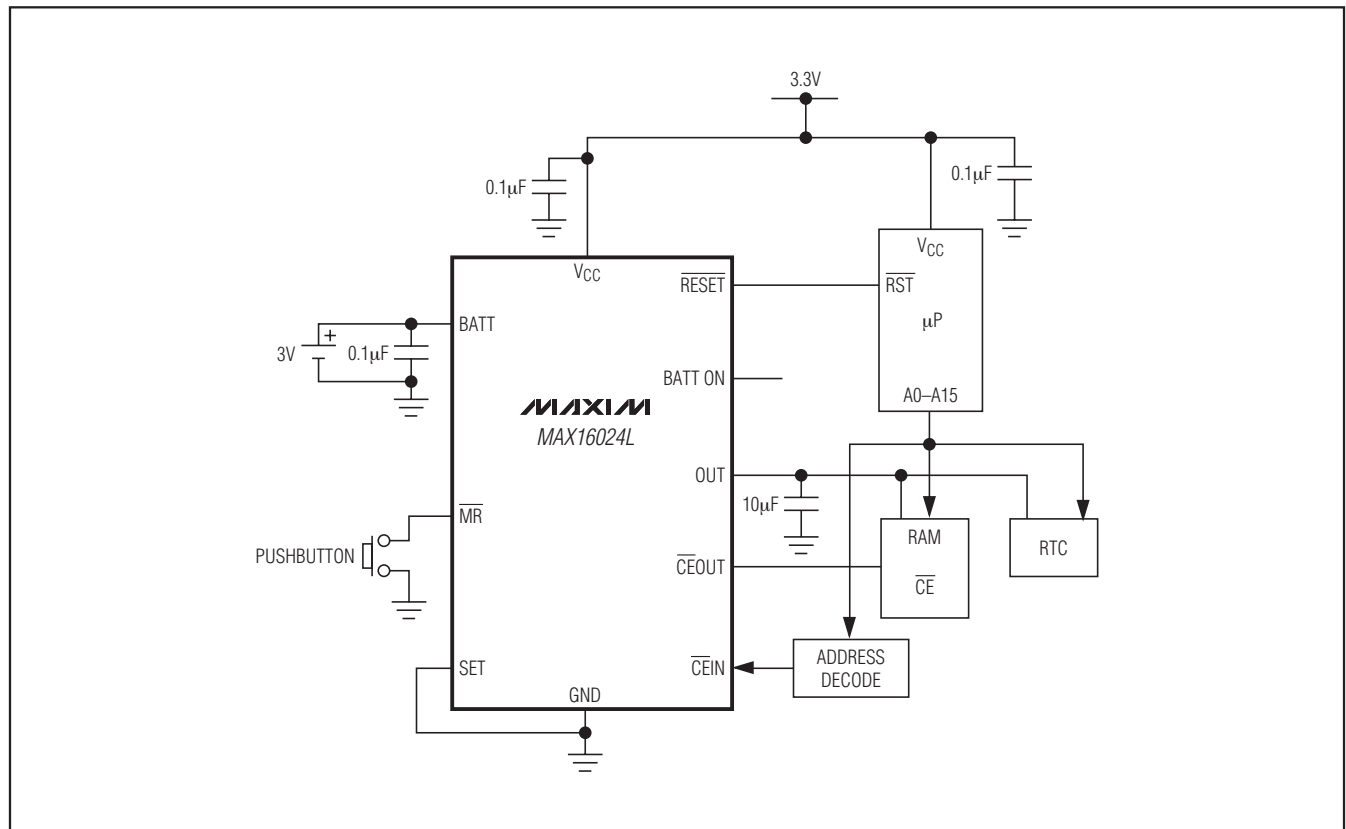 3.3V
0.1µF
0.1µF
VCC
RESET
BATT
+
3V
0.1µF
BATT ON
MAXIM
MAX16024L
OUT
MR
PUSHBUTTON
CEOUT
SET
CEIN
GND
VCC
RST
µP
A0–A15
10µF
RAM
CE
RTC
ADDRESS
DECODE